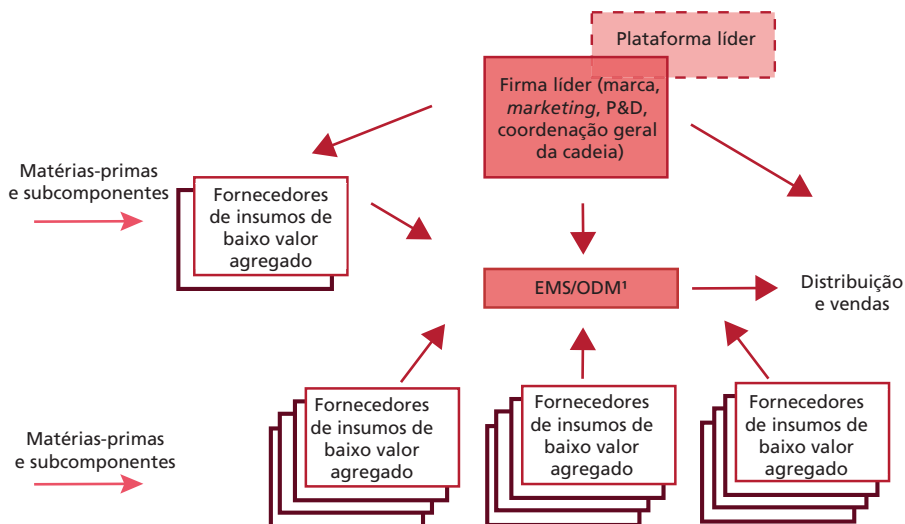 Plataforma líder
Firma líder (marca,
marketing, P&D,
coordenação geral
da cadeia)
Matérias-primas
e subcomponentes
Fornecedores
de insumos de
baixo valor
agregado
EMS/ODM¹
Distribuição
e vendas
Matérias-primas
e subcomponentes
Fornecedores
de insumos de
baixo valor
agregado
Fornecedores
de insumos de
baixo valor
agregado
Fornecedores
de insumos de
baixo valor
agregado